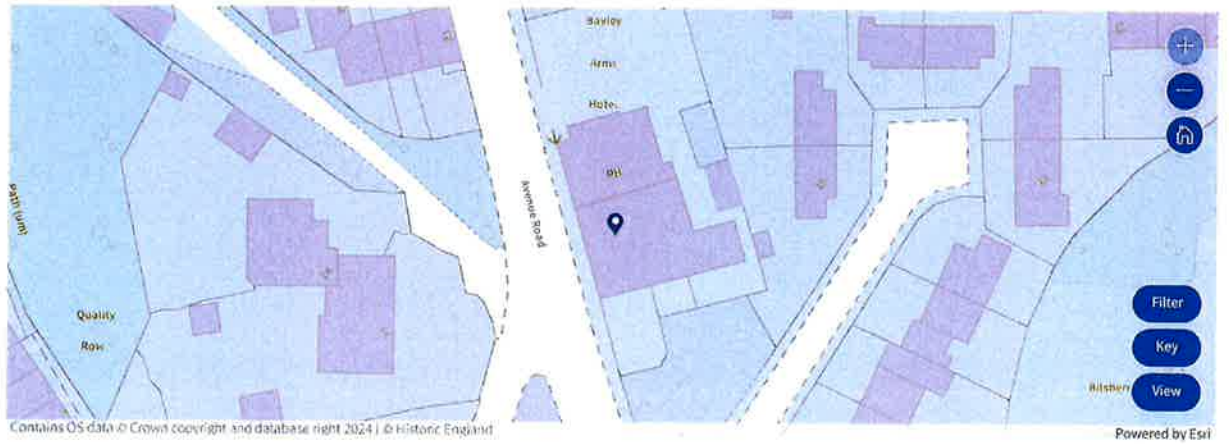 Bayley
Arms
Hotel
PH
Avenue Road
Path (um)
Quality
Row
Filter
Key
View
Contains OS data © Crown copyright and database right 2024 | © Historic England
Powered by Esri